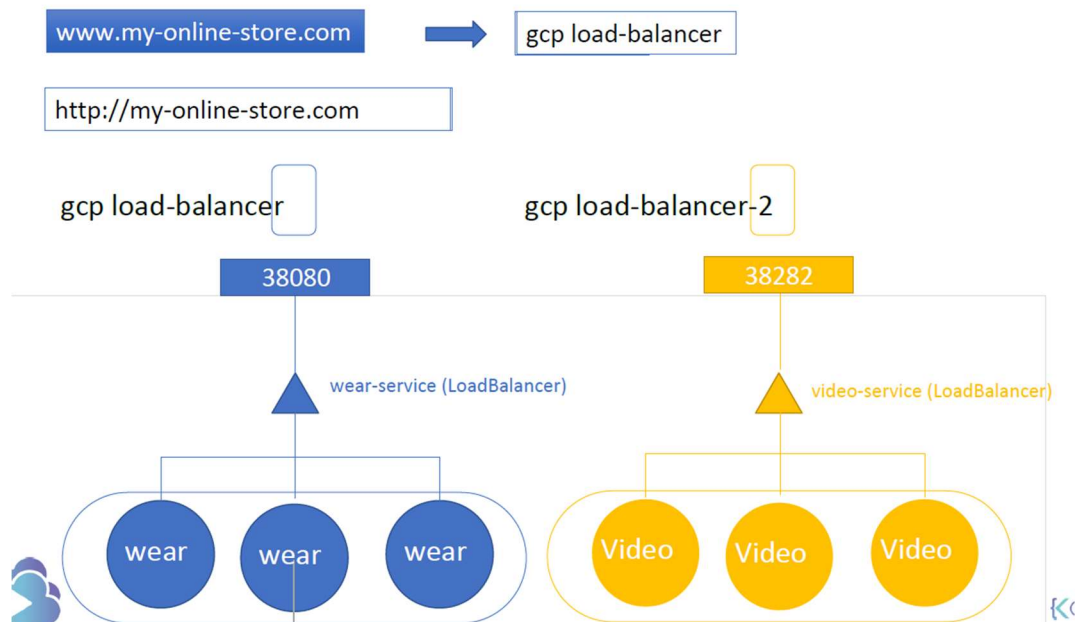 www.my-online-store.com
gcp load-balancer
http://my-online-store.com
gcp load-balancer
gcp load-balancer-2
38080
38282
wear-service (LoadBalancer)
video-service (LoadBalancer)
wear
wear
wear
Video
Video
Video